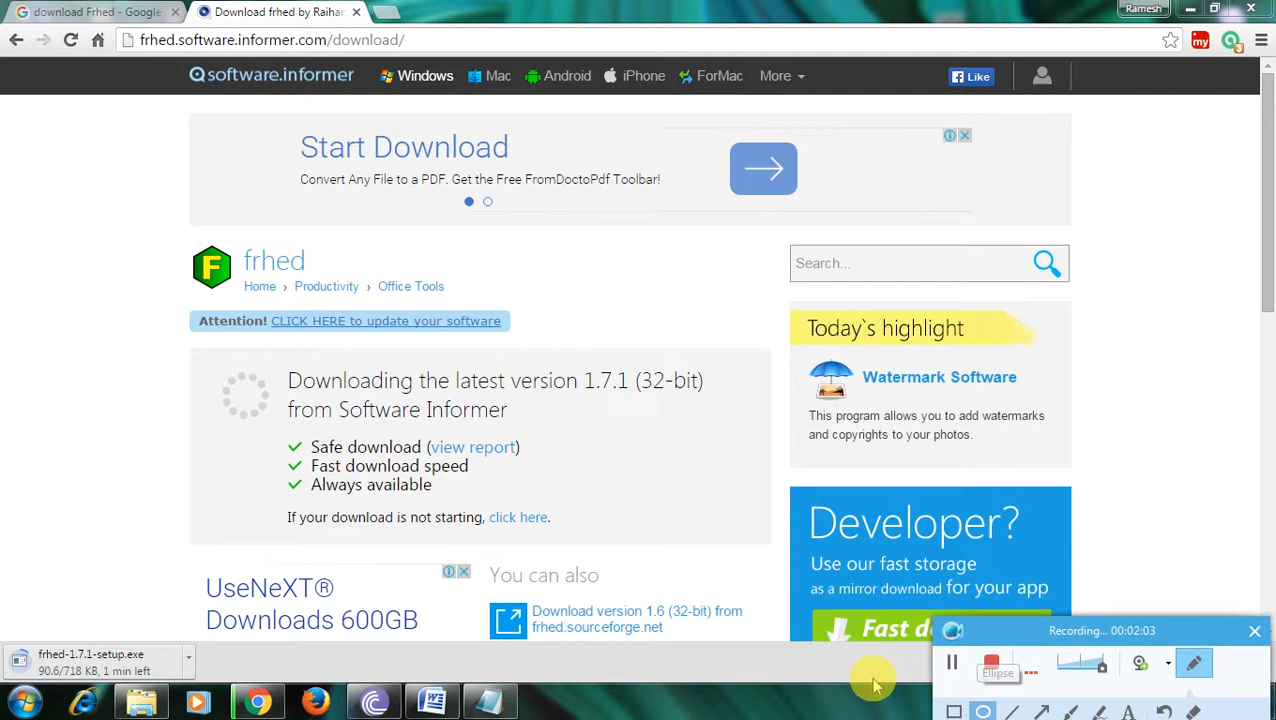 download Frhed - Google
Download frhed by Raihan
Ramesh
frhed.software.informer.com/download/
my
3
software.informer
Windows
Mac
Android
iPhone
ForMac
More
Like
Start Download
Convert Any File to a PDF. Get the Free FromDoctoPdf Toolbar!
F
frhed
Home › Productivity › Office Tools
Search...
Attention! CLICK HERE to update your software
Today`s highlight
Watermark Software
This program allows you to add watermarks
and copyrights to your photos.
Downloading the latest version 1.7.1 (32-bit)
from Software Informer
Safe download (view report)
Fast download speed
Always available
If your download is not starting, click here.
Developer?
Use our fast storage
as a mirror download for your app
Fast do
UseNeXT®
Downloads 600GB
You can also
Download version 1.6 (32-bit) from
frhed.sourceforge.net
frhed-1.7.1-setup.exe
90.6/718 KB, 1 min left
Recording... 00:02:03
Ellipse